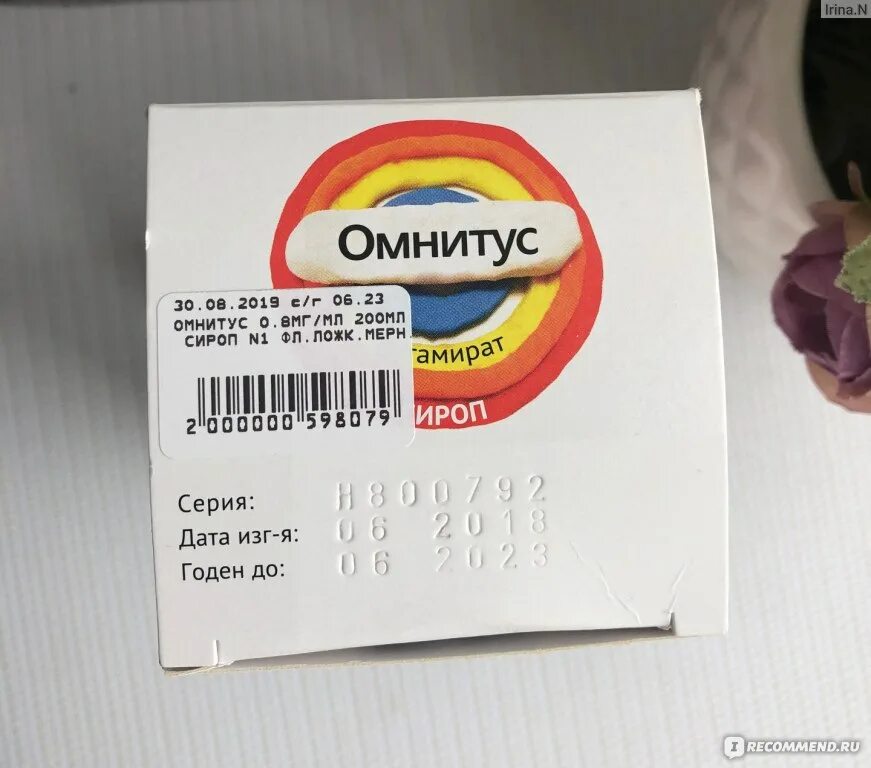 Irina.N
Омнитус
30.08.2019 с/г 06.23
ОМНИТУС 0.8МГ/МЛ 200МЛ
СИРОП N1 ФЛ.ЛОЖК.МЕРН.
тамират
ИРОП
2 000000 598079
Серия: H800792
Дата изг-я: 06 2018
Годен до: 06 2023
IRECOMMEND.RU